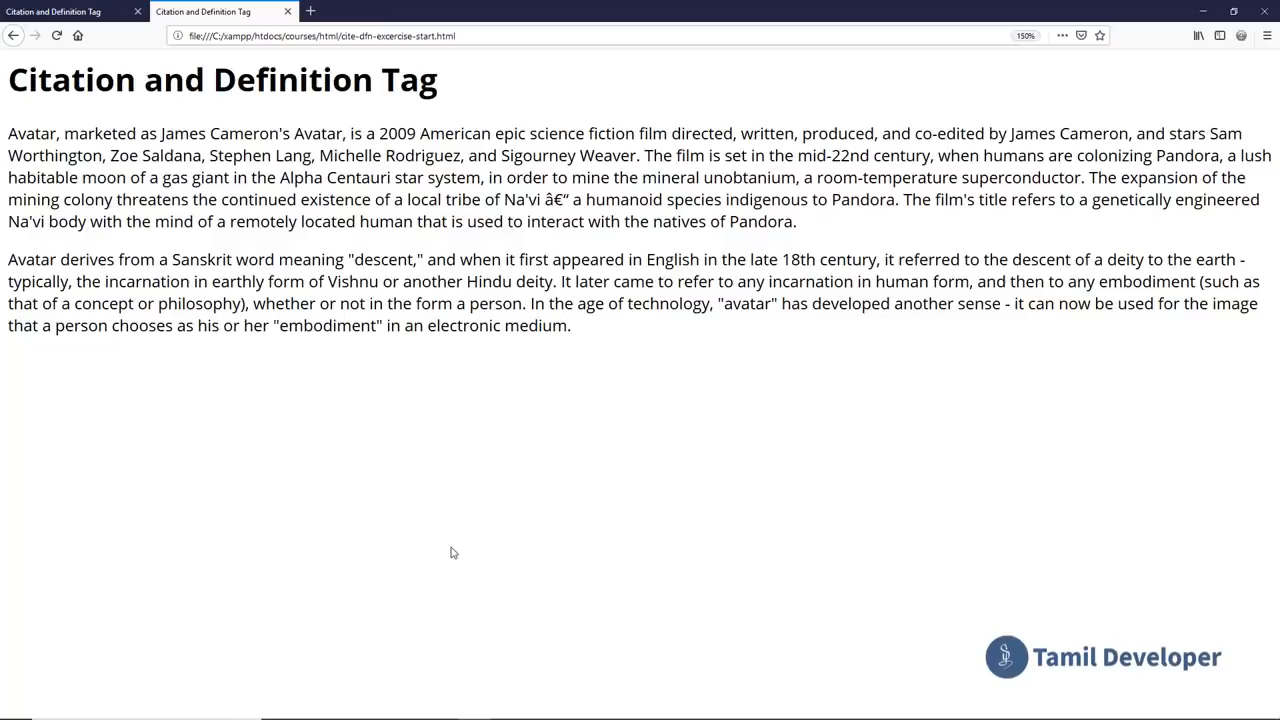 Citation and Definition Tag
Citation and Definition Tag
file:///C:/xampp/htdocs/courses/html/cite-dfn-excercise-start.html
150%
Citation and Definition Tag
Avatar, marketed as James Cameron's Avatar, is a 2009 American epic science fiction film directed, written, produced, and co-edited by James Cameron, and stars Sam
Worthington, Zoe Saldana, Stephen Lang, Michelle Rodriguez, and Sigourney Weaver. The film is set in the mid-22nd century, when humans are colonizing Pandora, a lush
habitable moon of a gas giant in the Alpha Centauri star system, in order to mine the mineral unobtanium, a room-temperature superconductor. The expansion of the
mining colony threatens the continued existence of a local tribe of Na'vi â€“ a humanoid species indigenous to Pandora. The film's title refers to a genetically engineered
Na'vi body with the mind of a remotely located human that is used to interact with the natives of Pandora.
Avatar derives from a Sanskrit word meaning "descent," and when it first appeared in English in the late 18th century, it referred to the descent of a deity to the earth -
typically, the incarnation in earthly form of Vishnu or another Hindu deity. It later came to refer to any incarnation in human form, and then to any embodiment (such as
that of a concept or philosophy), whether or not in the form a person. In the age of technology, "avatar" has developed another sense - it can now be used for the image
that a person chooses as his or her "embodiment" in an electronic medium.
Tamil Developer